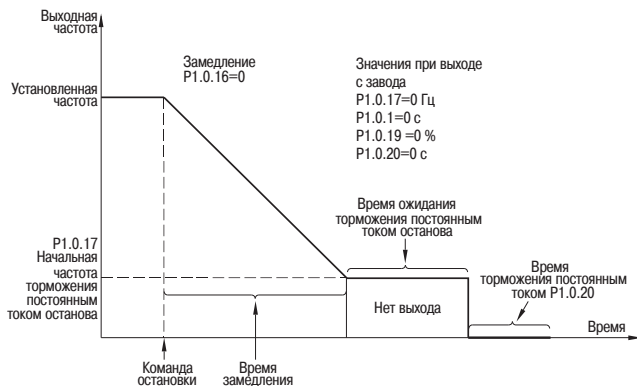 Выходная
частота
Замедление
P1.0.16=0
Значения при выходе
с завода
P1.0.17=0 Гц
P1.0.1=0 с
P1.0.19 =0 %
P1.0.20=0 с
Установленная
частота
Время ожидания
торможения постоянным
током останова
P1.0.17
Начальная
частота
торможения
постоянным
током останова
Нет выхода
Время
торможения постоянным
током P1.0.20
Время
Команда
остановки
Время
замедления